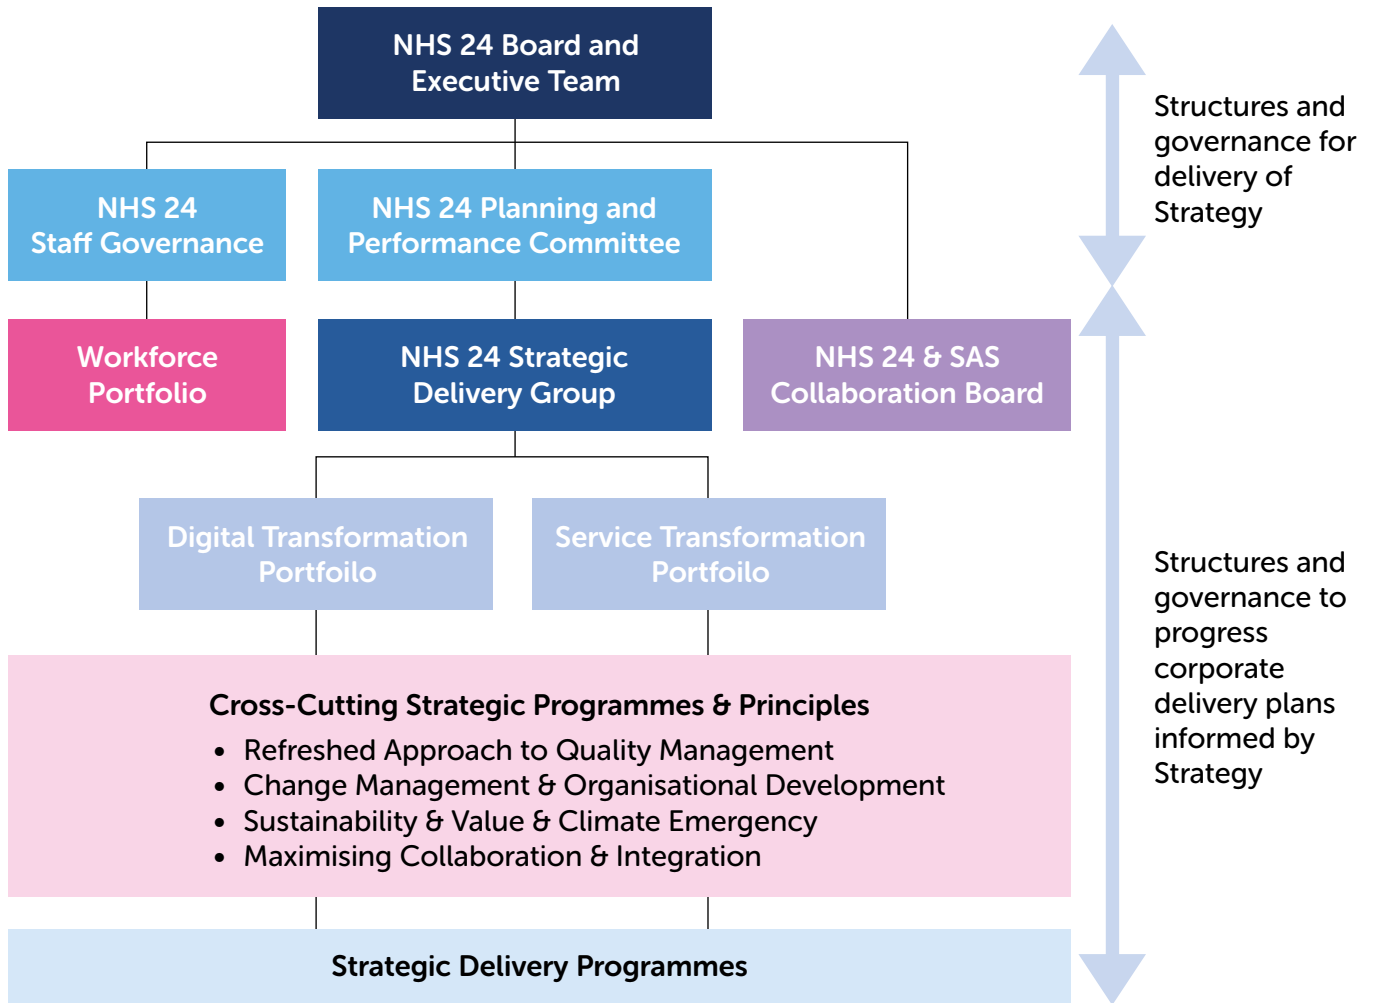 NHS 24 Board and
Executive Team
NHS 24
Staff Governance
NHS 24 Planning and
Performance Committee
Structures and
governance for
delivery of
Strategy
Workforce
Portfolio
NHS 24 Strategic
Delivery Group
NHS 24 & SAS
Collaboration Board
Digital Transformation
Portfoilo
Service Transformation
Portfoilo
Structures and
governance to
progress
corporate
delivery plans
informed by
Strategy
Cross-Cutting Strategic Programmes & Principles
• Refreshed Approach to Quality Management
• Change Management & Organisational Development
• Sustainability & Value & Climate Emergency
• Maximising Collaboration & Integration
Strategic Delivery Programmes